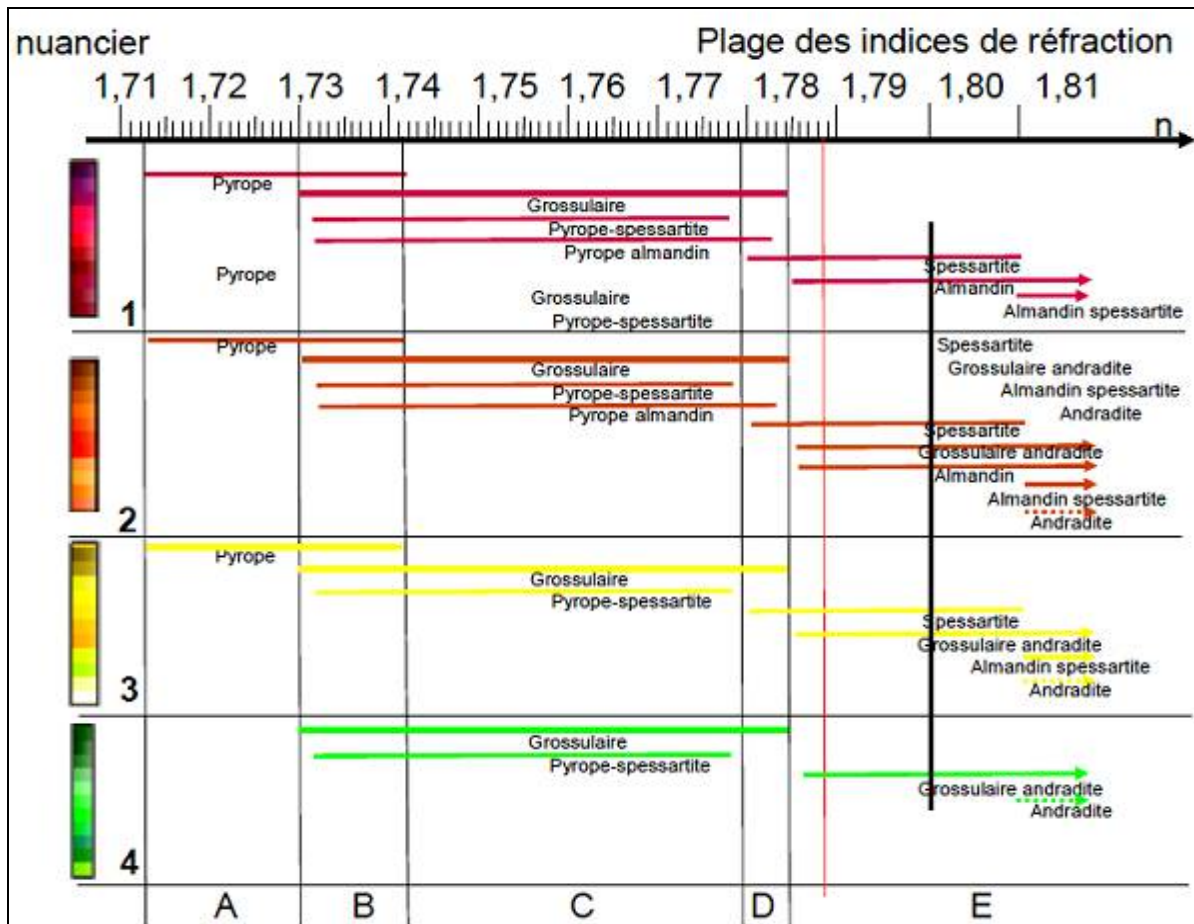 nuancier
Plage des indices de réfraction
1,71 1,72 1,73 1,74 1,75 1,76 1,77 1,78 1,79 1,80 1,81
n
Pyrope
Grossulaire
Pyrope-spessartite
Pyrope almandin
Pyrope
Spessartite
Almandin
Grossulaire
Almandin spessartite
Pyrope-spessartite
1
Pyrope
Spessartite
Grossulaire
Grossulaire andradite
Pyrope-spessartite
Almandin spessartite
Pyrope almandin
Andradite
Spessartite
Grossulaire andradite
Almandin
Almandin spessartite
2
Andradite
Pyrope
Grossulaire
Pyrope-spessartite
Spessartite
Grossulaire andradite
Almandin spessartite
3
Andradite
Grossulaire
Pyrope-spessartite
Grossulaire andradite
Andradite
4
A B C D E